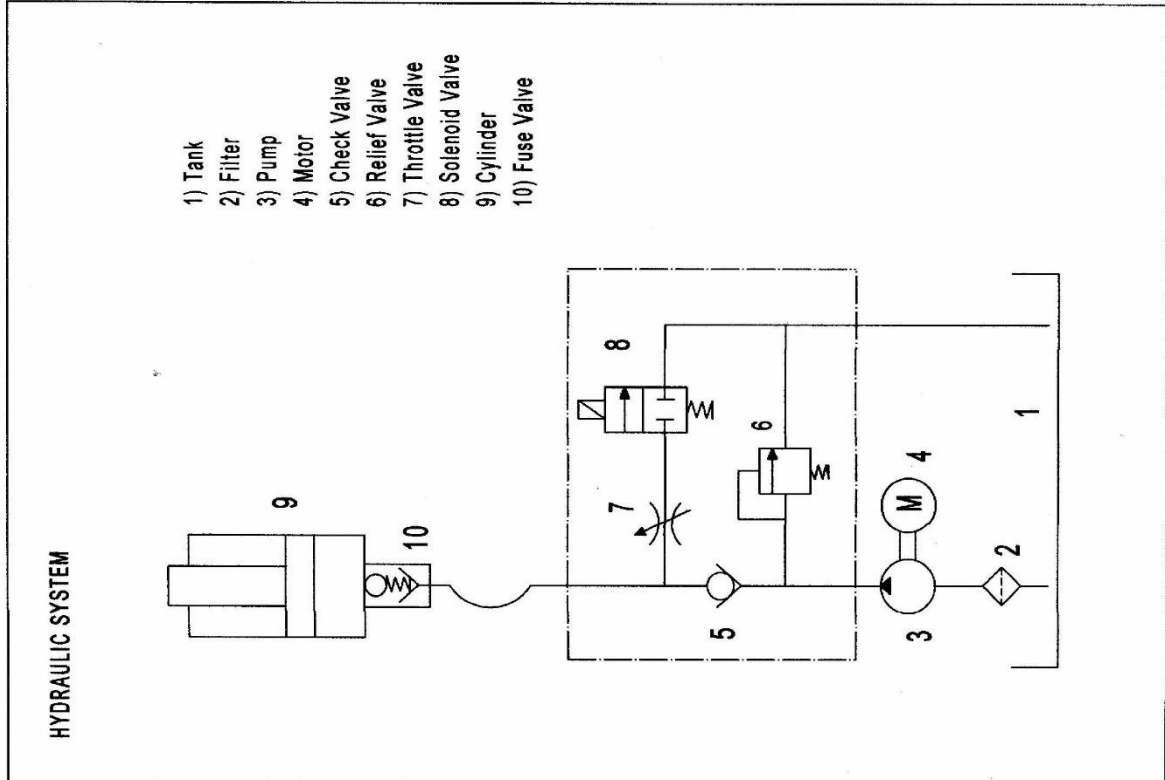 HYDRAULIC SYSTEM
1) Tank
2) Filter
3) Pump
4) Motor
5) Check Valve
6) Relief Valve
7) Throttle Valve
8) Solenoid Valve
9) Cylinder
10) Fuse Valve
9
10
8
7
6
5
M
4
3
2
1